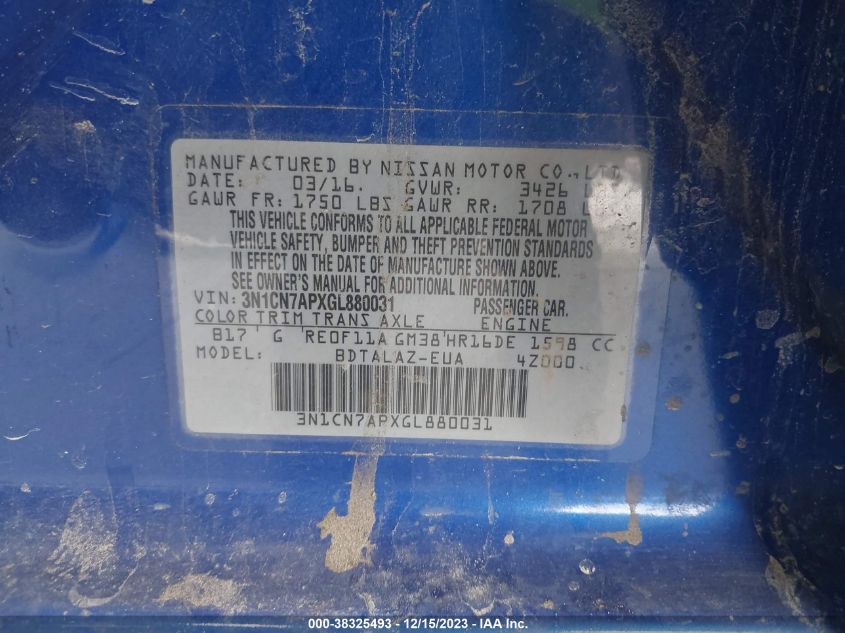 MANUFACTURED BY NISSAN MOTOR CO., LTD.
DATE: 03/16. GVWR: 3426
GAWR FR: 1750 LBS GAWR RR: 1708
THIS VEHICLE CONFORMS TO ALL APPLICABLE FEDERAL MOTOR
VEHICLE SAFETY, BUMPER AND THEFT PREVENTION STANDARDS
IN EFFECT ON THE DATE OF MANUFACTURE SHOWN ABOVE.
SEE OWNER'S MANUAL FOR ADDITIONAL INFORMATION.
VIN: 3N1CN7APXGL880031 PASSENGER CAR.
COLOR TRIM TRANS AXLE ENGINE
B17 G RE0F11A GM38 HR16DE 1598 CC
MODEL: BDTALAZ-EUA 4Z000
3N1CN7APXGL880031
000-38325493 - 12/15/2023 - IAA Inc.